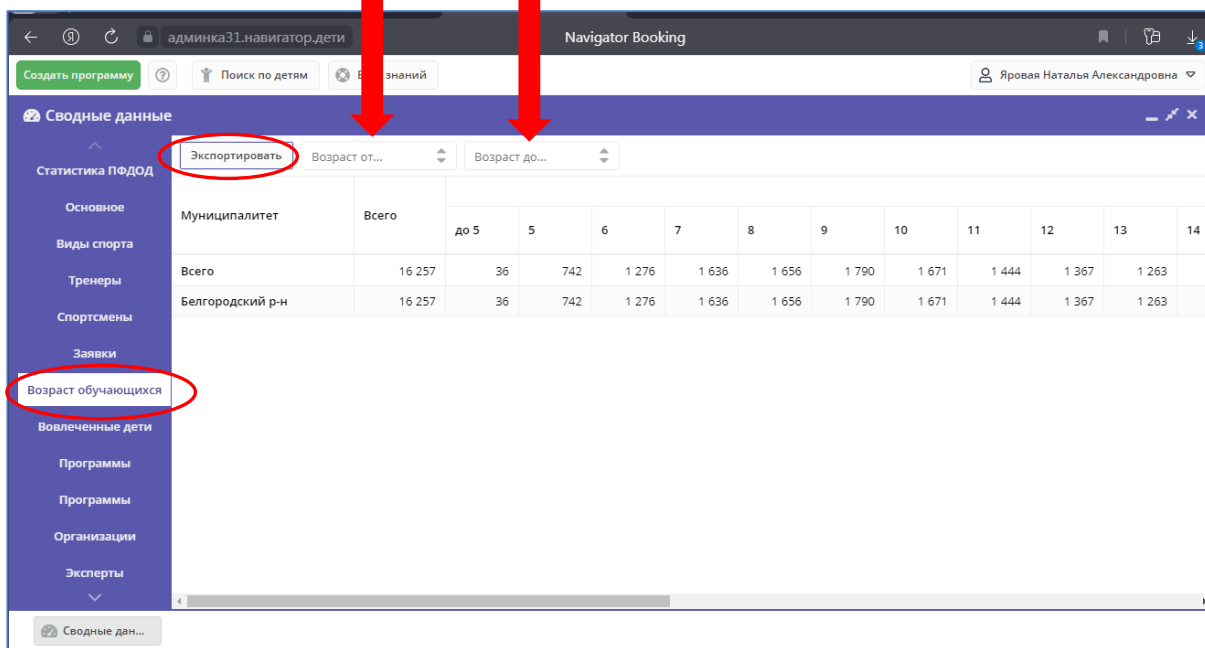 админка31.навигатор.дети Navigator Booking 3
Создать программу ? Поиск по детям знаний Яровая Наталья Александровна
Сводные данные
Экспортировать Возраст от... Возраст до...
Статистика ПФДОД
Основное
Виды спорта
Тренеры
Спортсмены
Заявки
Возраст обучающихся
Вовлеченные дети
Программы
Программы
Организации
Эксперты
Муниципалитет Всего до 5 5 6 7 8 9 10 11 12 13 14
Всего 16 257 36 742 1 276 1 636 1 656 1 790 1 671 1 444 1 367 1 263
Белгородский р-н 16 257 36 742 1 276 1 636 1 656 1 790 1 671 1 444 1 367 1 263
Сводные дан...